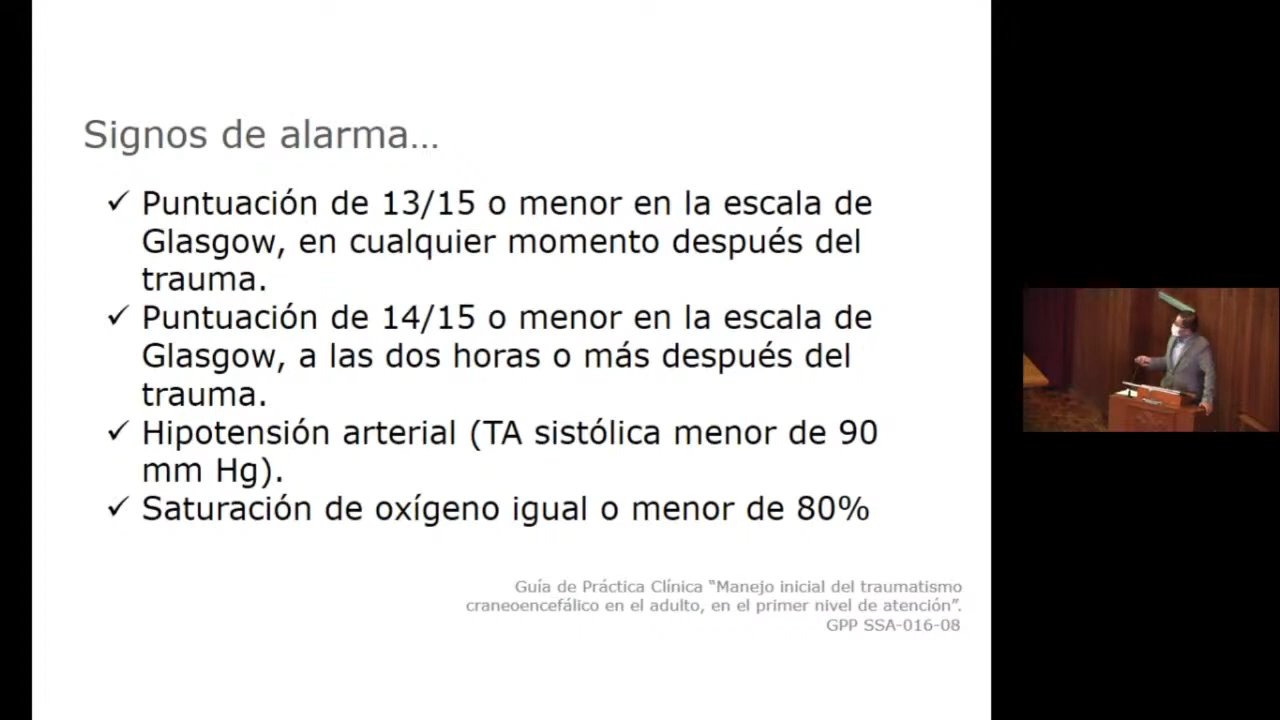 Signos de alarma...
✓ Puntuación de 13/15 o menor en la escala de
Glasgow, en cualquier momento después del
trauma.
✓ Puntuación de 14/15 o menor en la escala de
Glasgow, a las dos horas o más después del
trauma.
✓ Hipotensión arterial (TA sistólica menor de 90
mm Hg).
✓ Saturación de oxígeno igual o menor de 80%
Guía de Práctica Clínica “Manejo inicial del traumatismo
craneoencefálico en el adulto, en el primer nivel de atención”.
GPP SSA-016-08